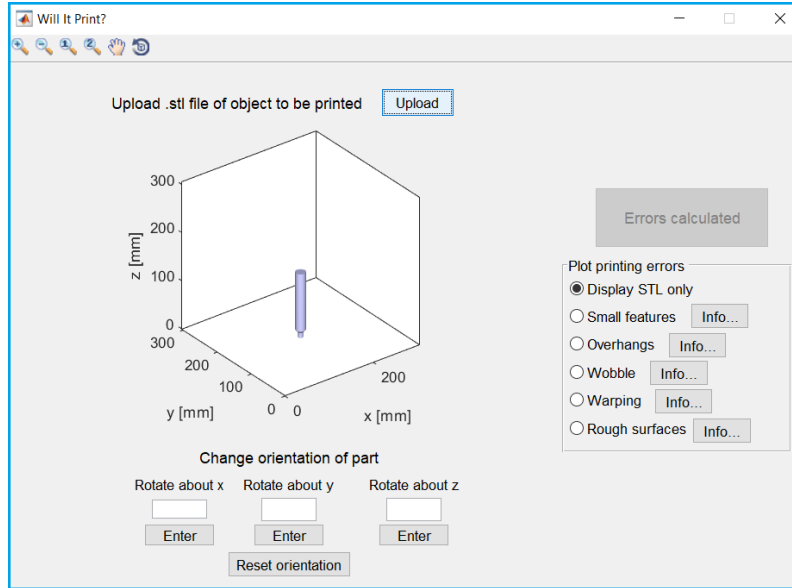 Will It Print?
Upload .stl file of object to be printed
Upload
300
200
100
0
z [mm]
300
200
100
0
y [mm]
0
200
x [mm]
Errors calculated
Plot printing errors
Display STL only
Small features Info...
Overhangs Info...
Wobble Info...
Warping Info...
Rough surfaces Info...
Change orientation of part
Rotate about x Rotate about y Rotate about z
Enter Enter Enter
Reset orientation